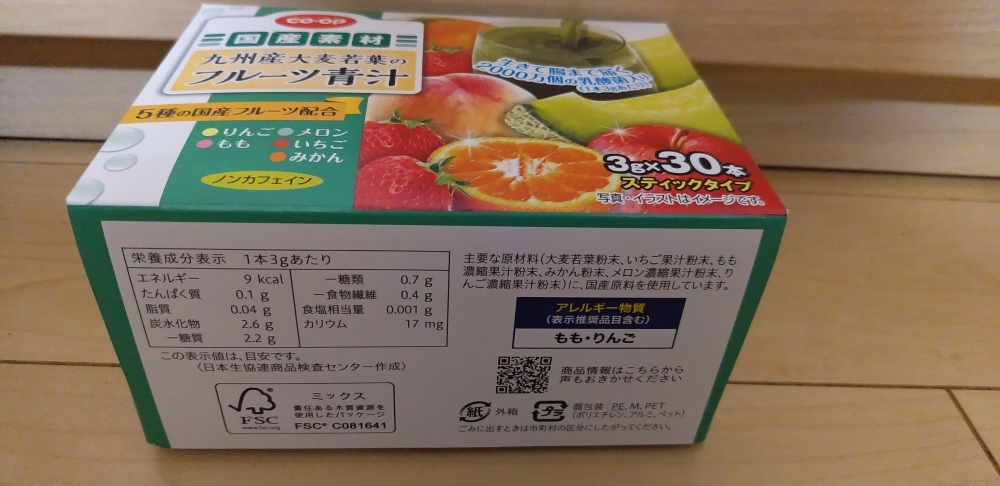 co-op
国産素材
九州産大麦若葉の
フルーツ青汁
生きて腸まで届く
2000万個の乳酸菌入り
(1本3gあたり)
5種の国産フルーツ配合
りんご メロン
もも いちご
みかん
ノンカフェイン
3g×30本
スティックタイプ
写真・イラストはイメージです。
栄養成分表示 1本3gあたり
エネルギー 9 kcal
たんぱく質 0.1 g
脂質 0.04 g
炭水化物 2.6 g
―糖質 2.2 g
―糖類 0.7 g
―食物繊維 0.4 g
食塩相当量 0.001 g
カリウム 17 mg
この表示値は、目安です。
(日本生協連商品検査センター作成)
主要な原材料(大麦若葉粉末、いちご果汁粉末、もも
濃縮果汁粉末、みかん粉末、メロン濃縮果汁粉末、り
んご濃縮果汁粉末)に、国産原料を使用しています。
アレルギー物質
(表示推奨品目含む)
もも・りんご
商品情報はこちらから
声もおきかせください
FSC
www.fsc.org
ミックス
責任ある木質資源を
使用したパッケージ
FSC® C081641
紙 外箱
プラ 個包装:PE, M, PET
(ポリエチレン、アルミ、ペット)
ごみに出すときは市町村の区分にしたがってください。